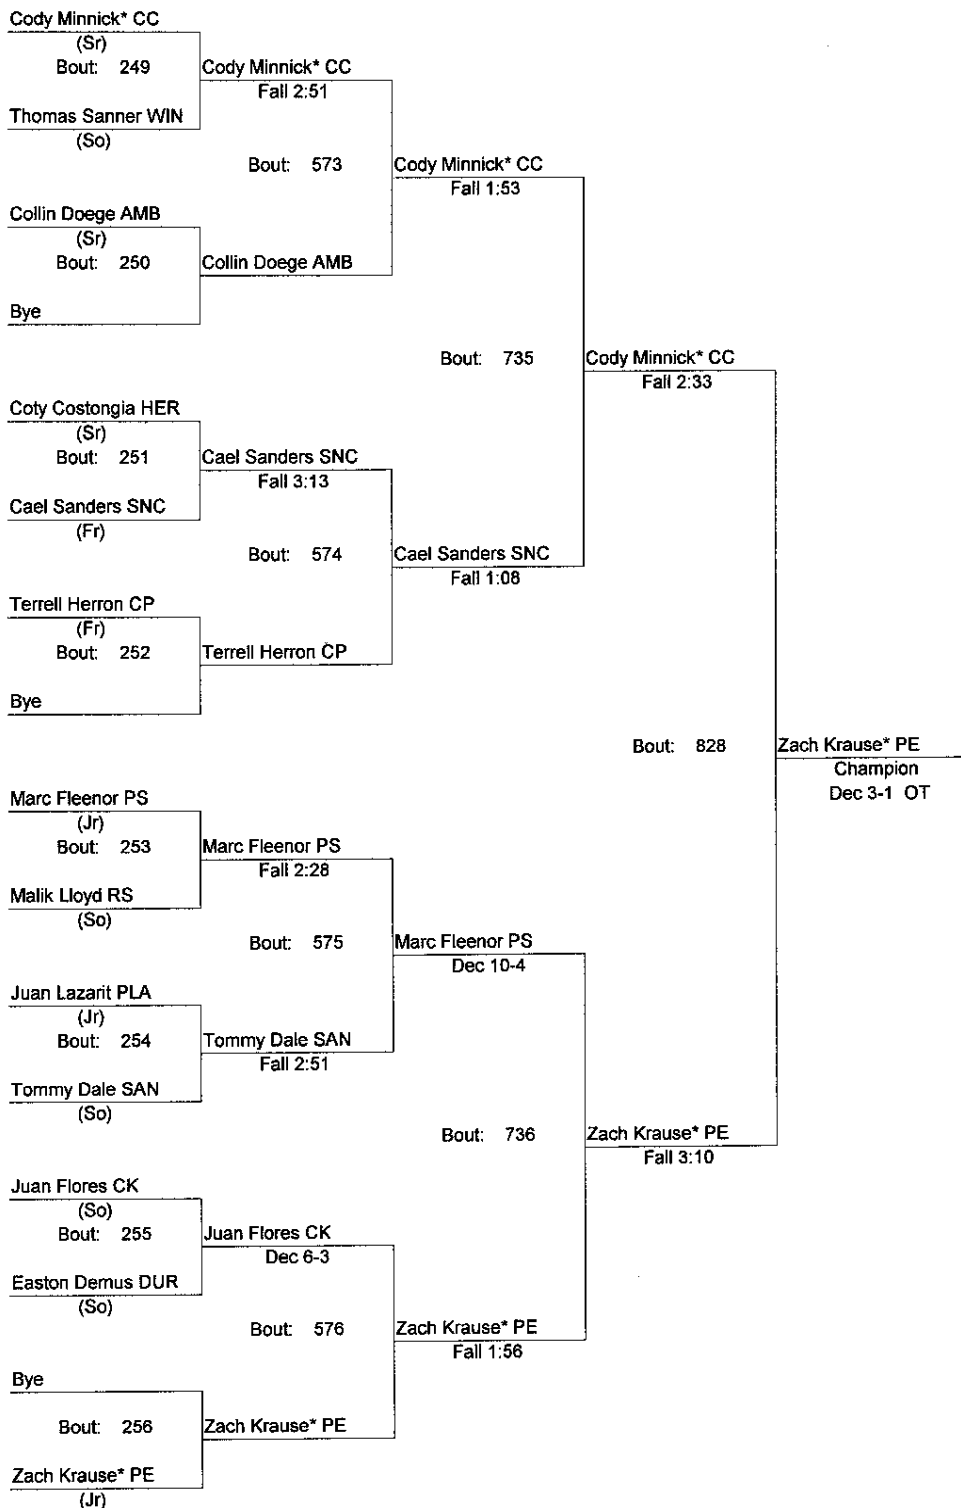 Cody Minnick* CC
(Sr)
Bout: 249
Cody Minnick* CC
Fall 2:51
Thomas Sanner WIN
(So)
Bout: 573
Cody Minnick* CC
Fall 1:53
Collin Doege AMB
(Sr)
Bout: 250
Collin Doege AMB
Bye
Bout: 735
Cody Minnick* CC
Fall 2:33
Coty Costongia HER
(Sr)
Bout: 251
Cael Sanders SNC
Fall 3:13
Cael Sanders SNC
(Fr)
Bout: 574
Cael Sanders SNC
Fall 1:08
Terrell Herron CP
(Fr)
Bout: 252
Terrell Herron CP
Bye
Bout: 828
Zach Krause* PE
Champion
Dec 3-1 OT
Marc Fleenor PS
(Jr)
Bout: 253
Marc Fleenor PS
Fall 2:28
Malik Lloyd RS
(So)
Bout: 575
Marc Fleenor PS
Dec 10-4
Juan Lazarit PLA
(Jr)
Bout: 254
Tommy Dale SAN
Fall 2:51
Tommy Dale SAN
(So)
Bout: 736
Zach Krause* PE
Fall 3:10
Juan Flores CK
(So)
Bout: 255
Juan Flores CK
Dec 6-3
Easton Demus DUR
(So)
Bout: 576
Zach Krause* PE
Fall 1:56
Bye
Bout: 256
Zach Krause* PE
Zach Krause* PE
(Jr)